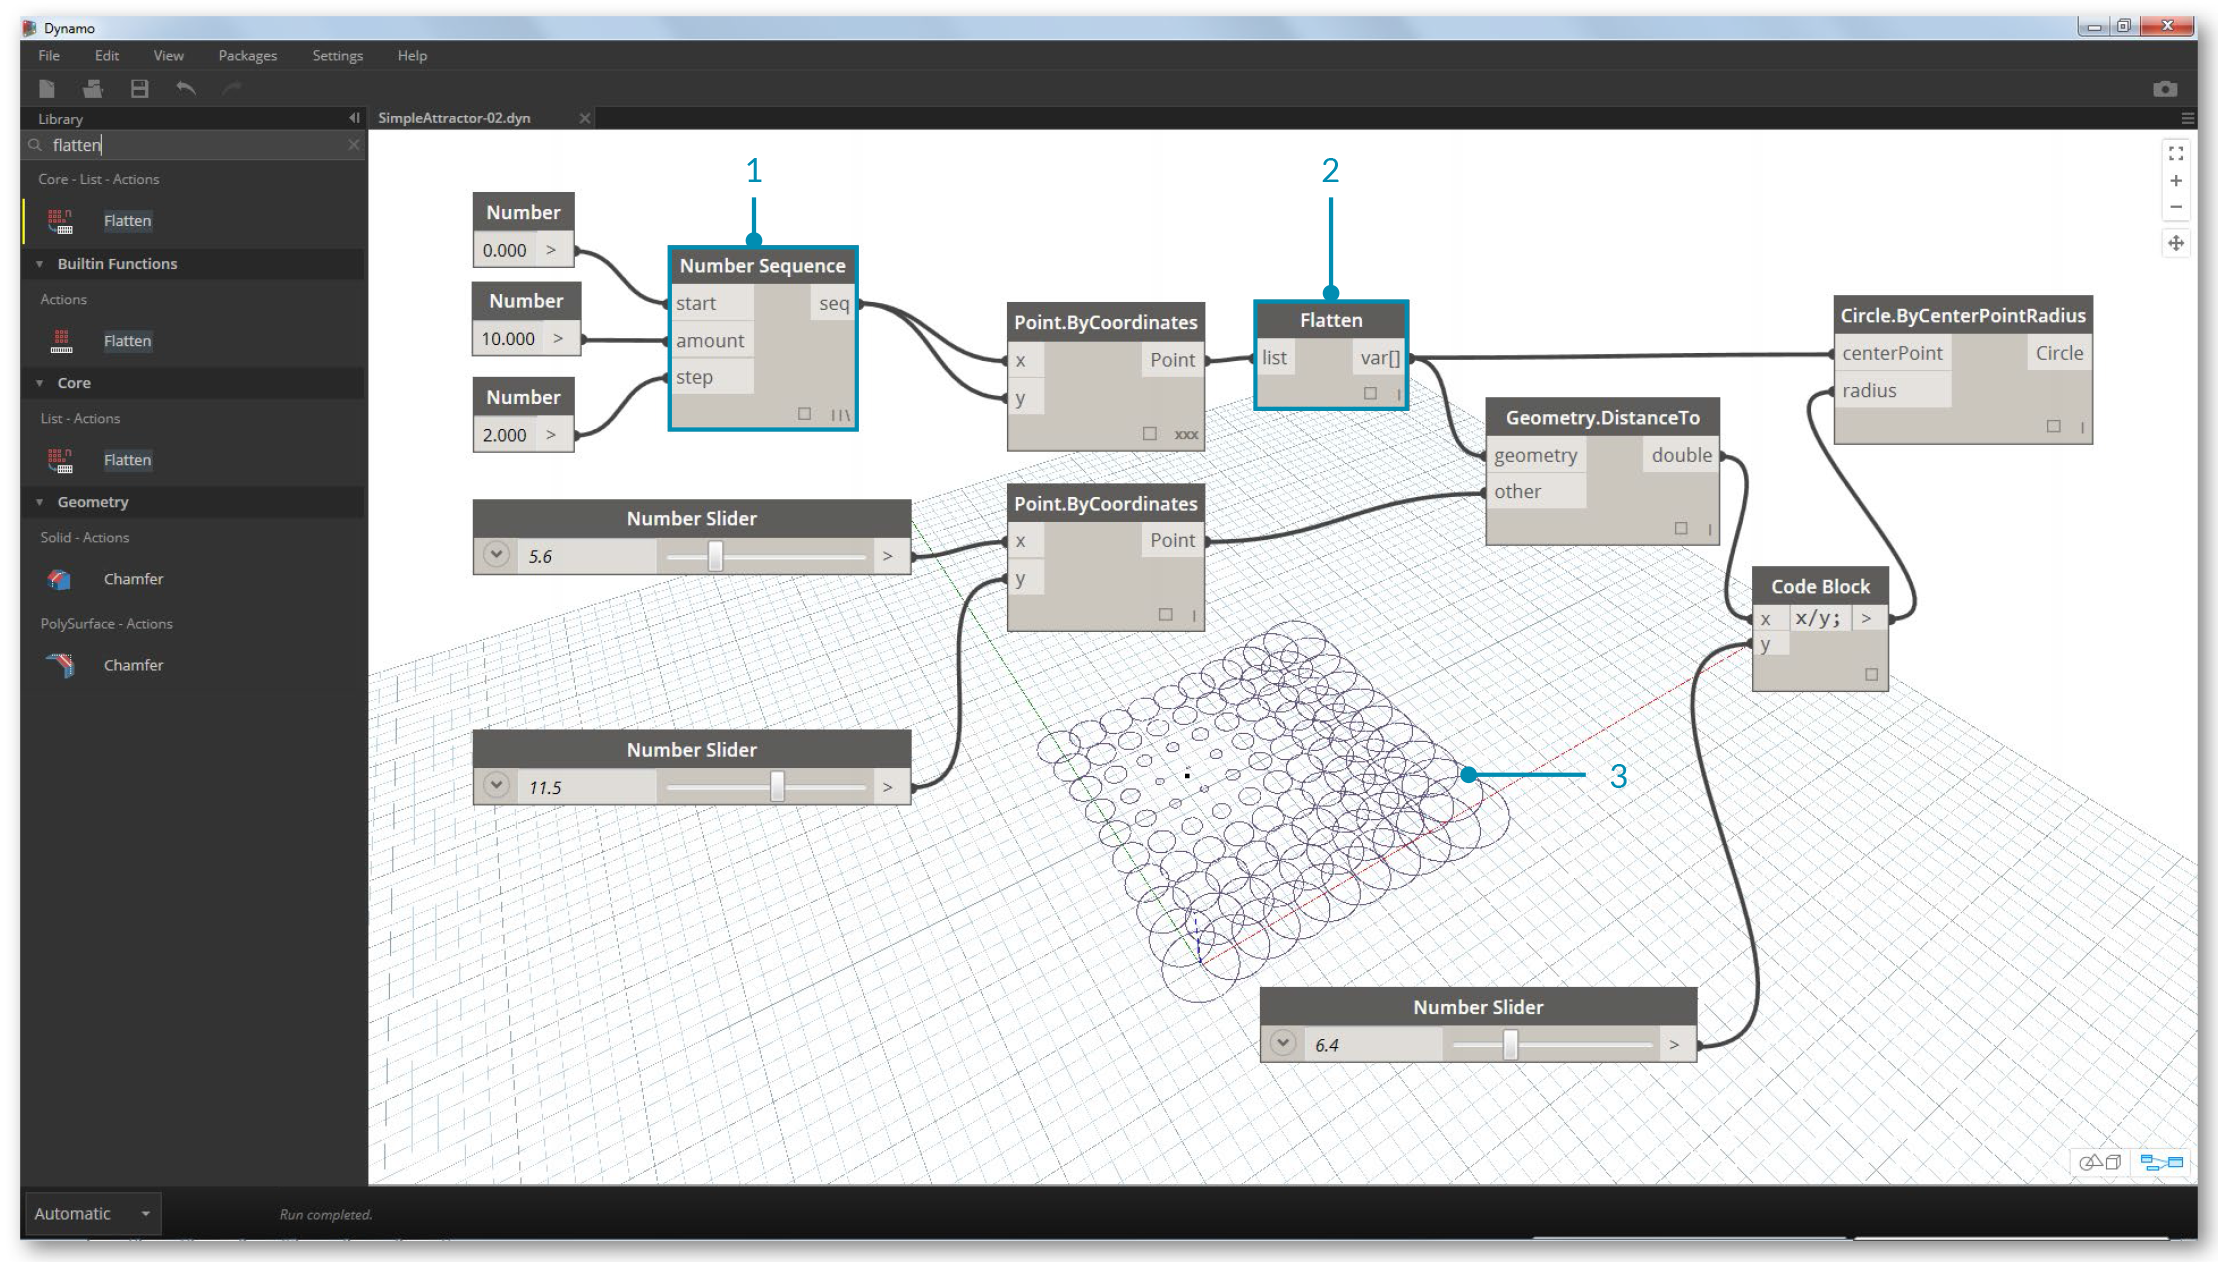 Dynamo
File Edit View Packages Settings Help
Library
SimpleAttractor-02.dyn
flatten
Core - List - Actions
Flatten
Builtin Functions
Actions
Flatten
Core
List - Actions
Flatten
Geometry
Solid - Actions
Chamfer
PolySurface - Actions
Chamfer
1
2
Number
0.000 >
Number
10.000 >
Number
2.000 >
Number Sequence
start seq
amount
step
Point.ByCoordinates
x Point
y
xxx
Flatten
list var[]
Circle.ByCenterPointRadius
centerPoint Circle
radius
Geometry.DistanceTo
geometry double
other
Number Slider
5.6 >
Point.ByCoordinates
x Point
y
Code Block
x x/y; >
y
Number Slider
11.5 >
3
Number Slider
6.4 >
Automatic
Run completed.